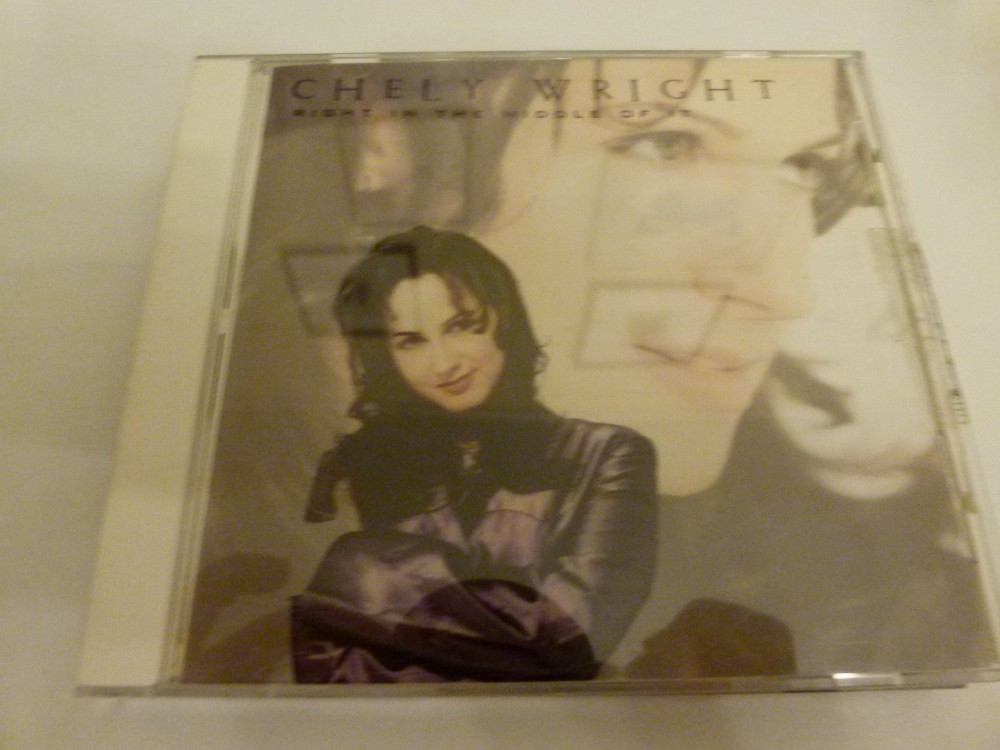 CHELY WRIGHT
RIGHT IN THE MIDDLE OF IT